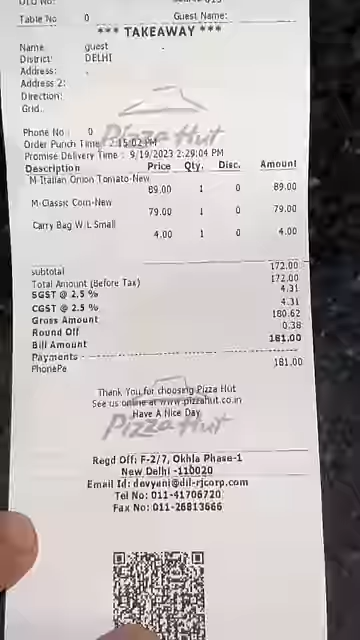 Table No 0 Guest Name:
*** TAKEAWAY ***
Name guest
District: DELHI
Address: .
Address 2:
Direction:
Grid.
Phone No : 0
Pizza Hut
Order Punch Time : 2:15:02 PM
Promise Delivery Time : 9/19/2023 2:29:04 PM
Description Price Qty. Disc. Amount
M-Italian Onion Tomato-New
89.00 1 0 89.00
M-Classic Corn-New
79.00 1 0 79.00
Carry Bag W/L Small
4.00 1 0 4.00
subtotal 172.00
Total Amount (Before Tax) 172.00
SGST @ 2.5 % 4.31
CGST @ 2.5 % 4.31
Gross Amount 180.62
Round Off 0.38
Bill Amount 181.00
Payments
PhonePe 181.00
Thank You for choosing Pizza Hut
See us online at www.pizzahut.co.in
Have A Nice Day
Pizza Hut
Regd Off: F-2/7, Okhla Phase-1
New Delhi -110020
Email Id: devyani@dil-rjcorp.com
Tel No: 011-41706720
Fax No: 011-26813666